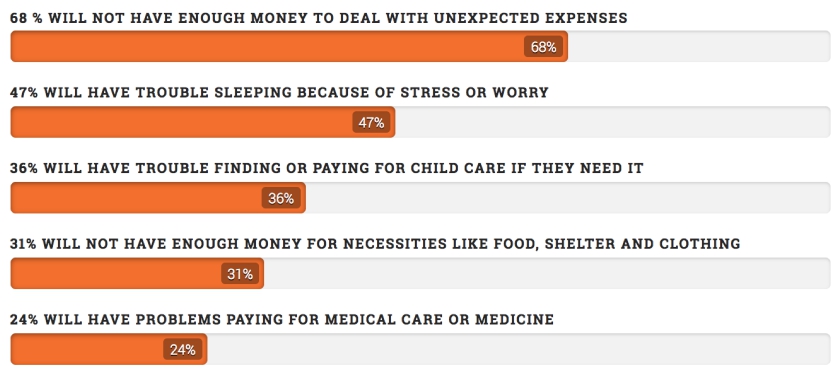 68 % WILL NOT HAVE ENOUGH MONEY TO DEAL WITH UNEXPECTED EXPENSES
68%
47% WILL HAVE TROUBLE SLEEPING BECAUSE OF STRESS OR WORRY
47%
36% WILL HAVE TROUBLE FINDING OR PAYING FOR CHILD CARE IF THEY NEED IT
36%
31% WILL NOT HAVE ENOUGH MONEY FOR NECESSITIES LIKE FOOD, SHELTER AND CLOTHING
31%
24% WILL HAVE PROBLEMS PAYING FOR MEDICAL CARE OR MEDICINE
24%